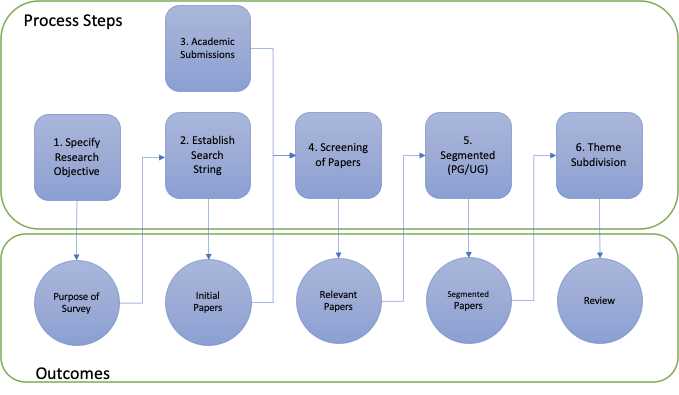 Process Steps
3. Academic
Submissions
1. Specify
Research
Objective
2. Establish
Search
String
4. Screening
of Papers
5.
Segmented
(PG/UG)
6. Theme
Subdivision
Purpose of
Survey
Initial
Papers
Relevant
Papers
Segmented
Papers
Review
Outcomes